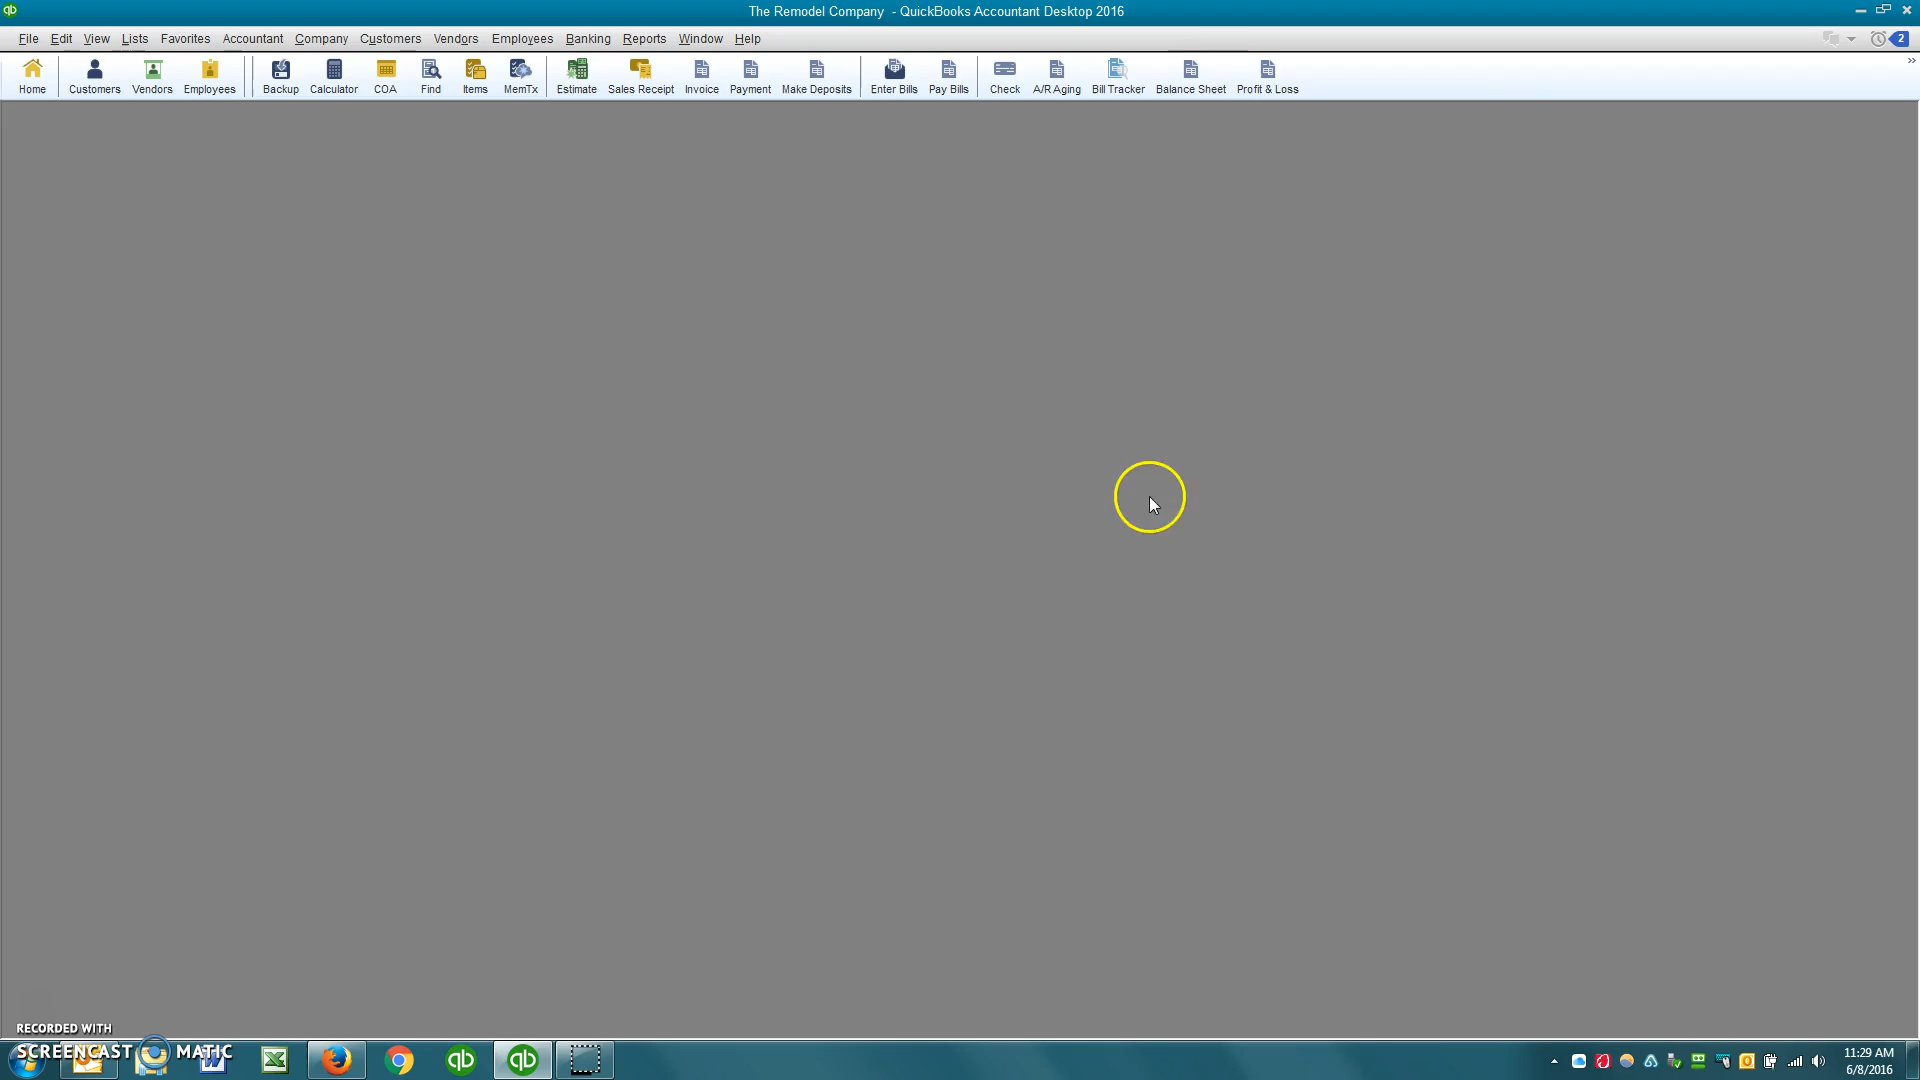 The Remodel Company - QuickBooks Accountant Desktop 2016
File Edit View Lists Favorites Accountant Company Customers Vendors Employees Banking Reports Window Help
2
Home Customers Vendors Employees Backup Calculator COA Find Items MemTx Estimate Sales Receipt Invoice Payment Make Deposits Enter Bills Pay Bills Check A/R Aging Bill Tracker Balance Sheet Profit & Loss
RECORDED WITH
SCREENCAST MATIC
11:29 AM
6/8/2016